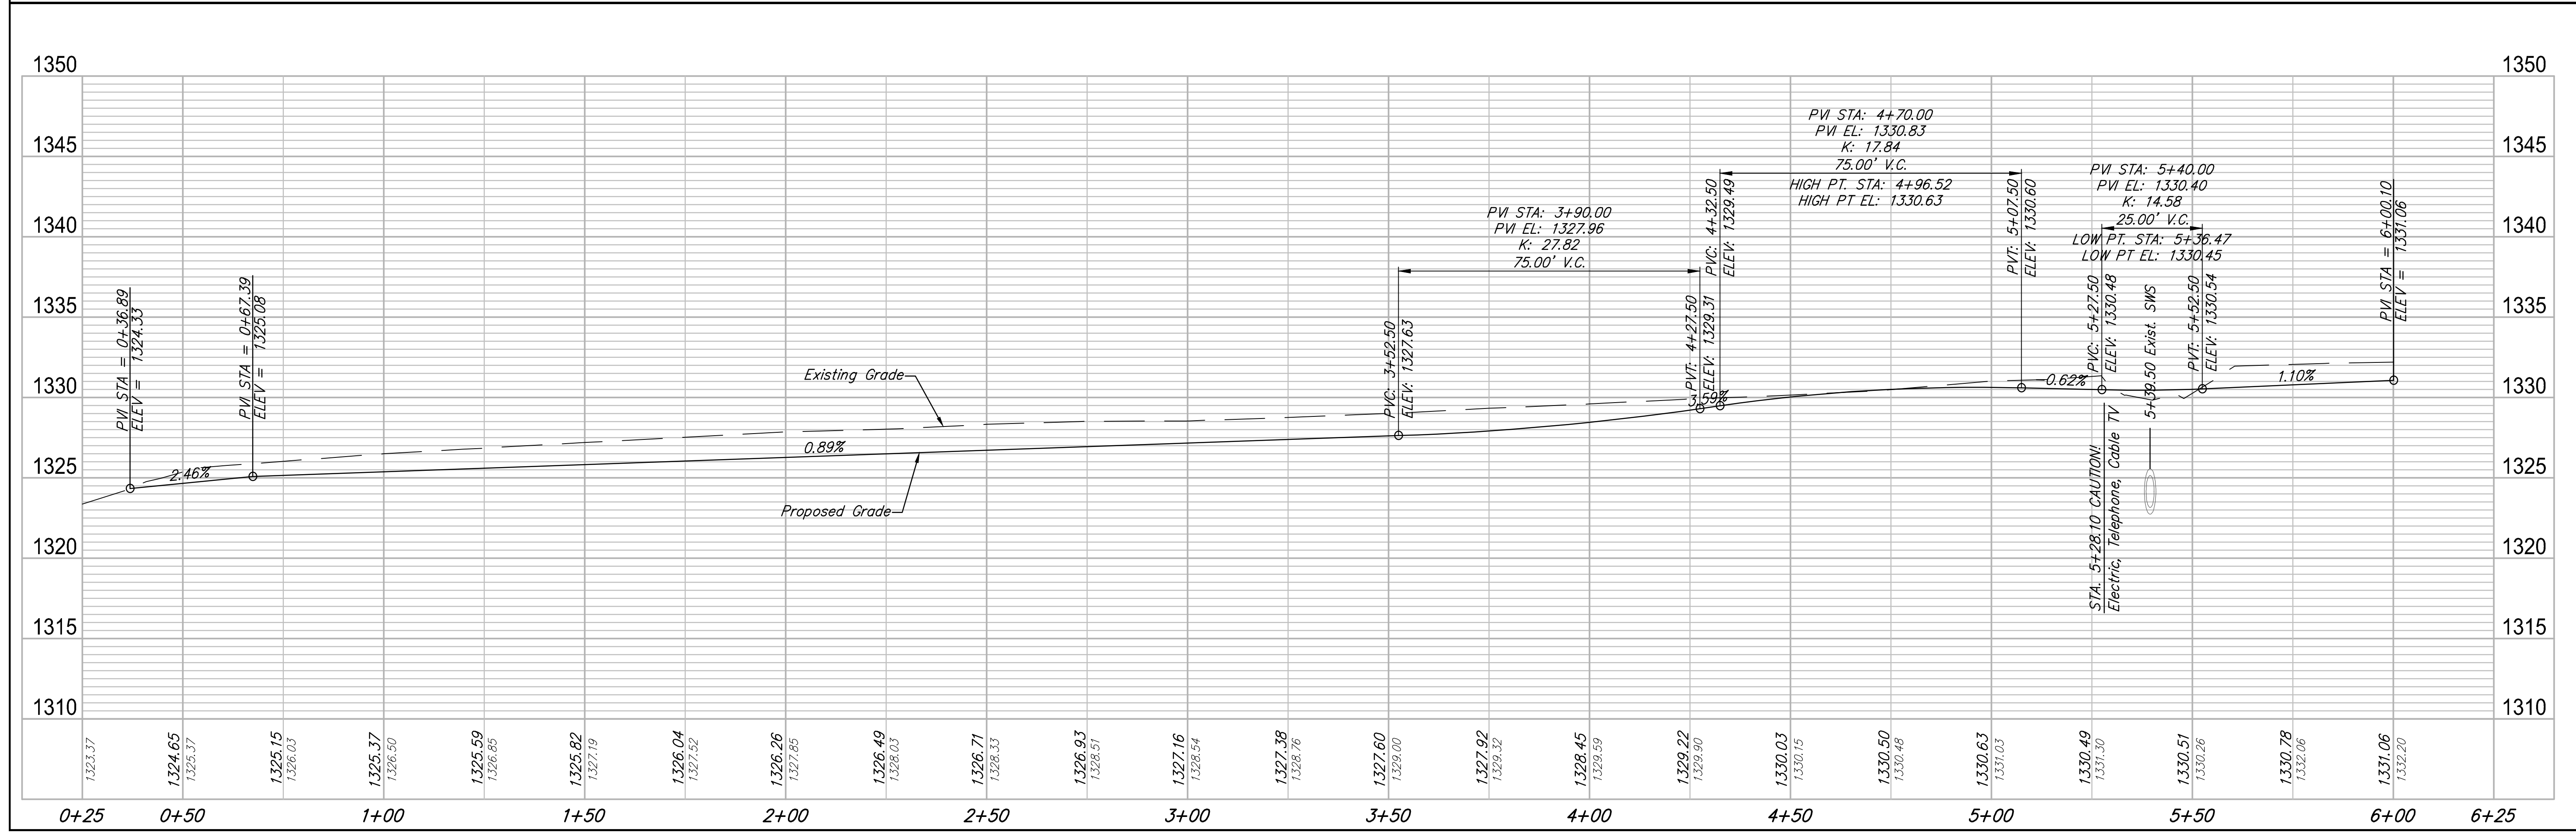 1350
1345
1340
1335
1330
1325
1320
1315
1310
1350
1345
1340
1335
1330
1325
1320
1315
1310
PVI STA = 0+36.89
ELEV = 1324.33
2.46%
PVI STA = 0+67.39
ELEV = 1325.08
Existing Grade
0.89%
Proposed Grade
PVI STA: 3+90.00
PVI EL: 1327.96
K: 27.82
75.00' V.C.
PVC: 3+52.50
ELEV: 1327.63
PVT: 4+27.50
ELEV: 1329.31
3.59%
PVI STA: 4+70.00
PVI EL: 1330.83
K: 17.84
75.00' V.C.
HIGH PT. STA: 4+96.52
HIGH PT EL: 1330.63
PVC: 4+32.50
ELEV: 1329.49
PVT: 5+07.50
ELEV: 1330.60
-0.62%
PVI STA: 5+40.00
PVI EL: 1330.40
K: 14.58
25.00' V.C.
LOW PT. STA: 5+36.47
LOW PT EL: 1330.45
PVC: 5+27.50
ELEV: 1330.48
5+39.50 Exist. SWS
PVT: 5+52.50
ELEV: 1330.54
1.10%
PVI STA = 6+00.10
ELEV = 1331.06
STA. 5+28.10 CAUTION!
Electric, Telephone, Cable TV
1323.37
1324.65
1325.37
1325.15
1326.03
1325.37
1326.50
1325.59
1326.85
1325.82
1327.19
1326.04
1327.52
1326.26
1327.85
1326.49
1328.03
1326.71
1328.33
1326.93
1328.51
1327.16
1328.54
1327.38
1328.76
1327.60
1329.00
1327.92
1329.32
1328.45
1329.59
1329.22
1329.90
1330.03
1330.15
1330.50
1330.48
1330.63
1331.03
1330.49
1331.30
1330.51
1330.26
1330.78
1332.06
1331.06
1332.20
0+25 0+50 1+00 1+50 2+00 2+50 3+00 3+50 4+00 4+50 5+00 5+50 6+00 6+25